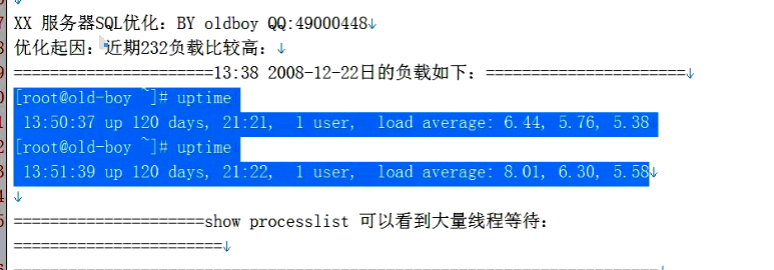 XX 服务器SQL优化：BY oldboy QQ:49000448↓
优化起因：近期232负载比较高：↓
======================13:38 2008-12-22日的负载如下：======================↓
[root@old-boy ~]# uptime
13:50:37 up 120 days, 21:21,  1 user,  load average: 6.44, 5.76, 5.38
[root@old-boy ~]# uptime
13:51:39 up 120 days, 21:22,  1 user,  load average: 8.01, 6.30, 5.58↓
↓
=====================show processlist 可以看到大量线程等待：
=======================↓